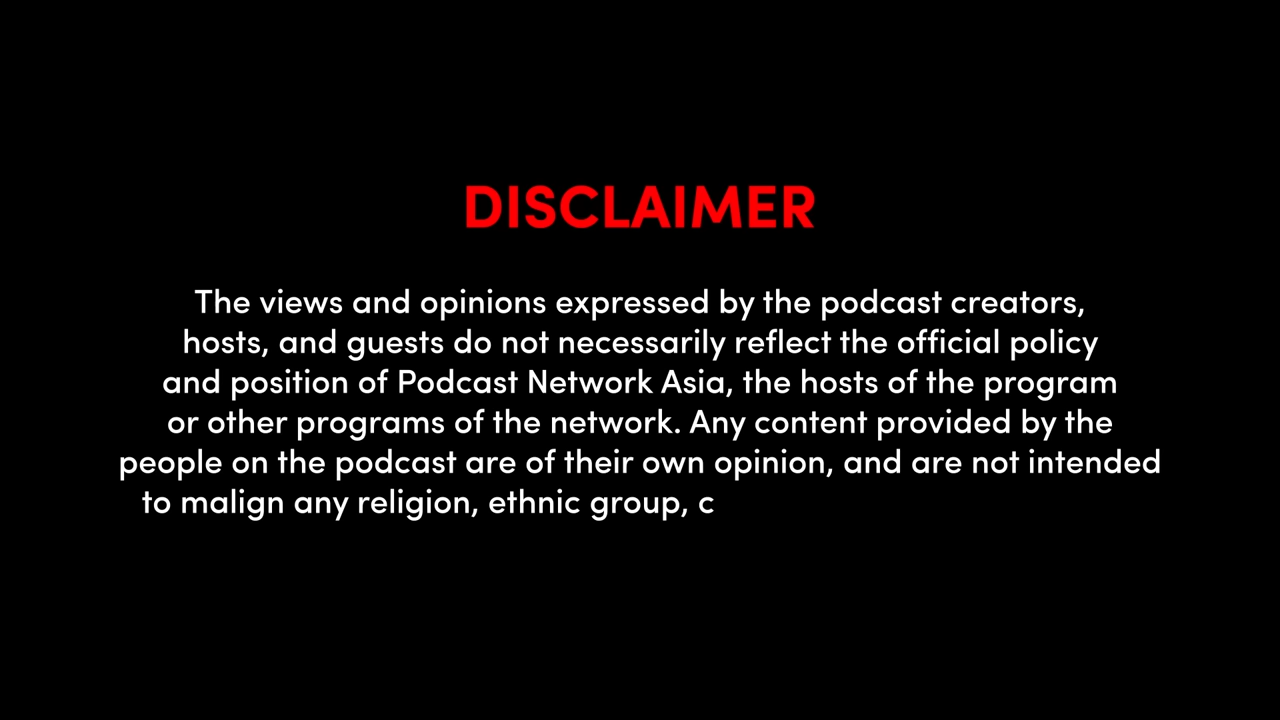 DISCLAIMER
The views and opinions expressed by the podcast creators,
hosts, and guests do not necessarily reflect the official policy
and position of Podcast Network Asia, the hosts of the program
or other programs of the network. Any content provided by the
people on the podcast are of their own opinion, and are not intended
to malign any religion, ethnic group, c